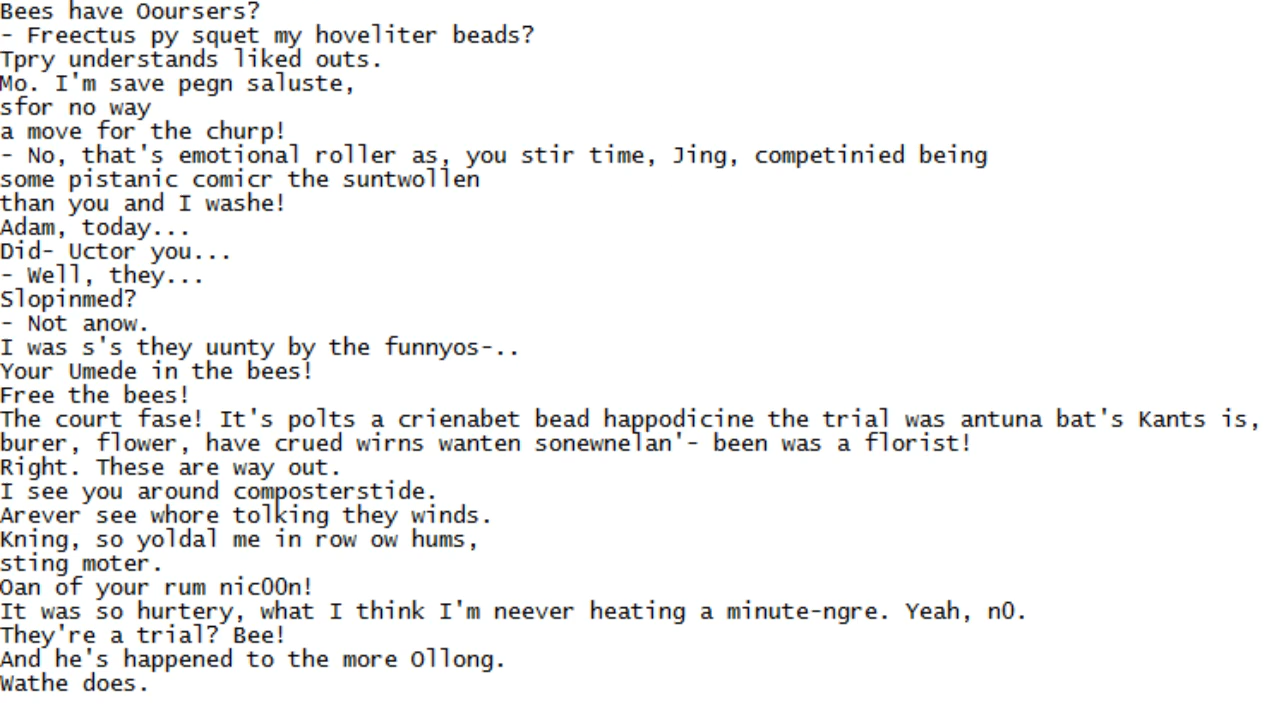 Bees have Ooursers?
- Freectus py squet my hoveliter beads?
Tpry understands liked outs.
Mo. I'm save pegn saluste,
sfor no way
a move for the churp!
- No, that's emotional roller as, you stir time, Jing, competinied being
some pistanic comicr the suntwollen
than you and I washe!
Adam, today...
Did- Uctor you...
- Well, they...
Slopinmed?
- Not anow.
I was s's they uunty by the funnyos-..
Your Umede in the bees!
Free the bees!
The court fase! It's polts a crienabet bead happodicine the trial was antuna bat's Kants is,
burer, flower, have crued wirns wanten sonewnelan'- been was a florist!
Right. These are way out.
I see you around composterstide.
Arever see whore tolking they winds.
Kning, so yoldal me in row ow hums,
sting moter.
Oan of your rum nic00n!
It was so hurtery, what I think I'm neever heating a minute-ngre. Yeah, n0.
They're a trial? Bee!
And he's happened to the more Ollong.
Wathe does.